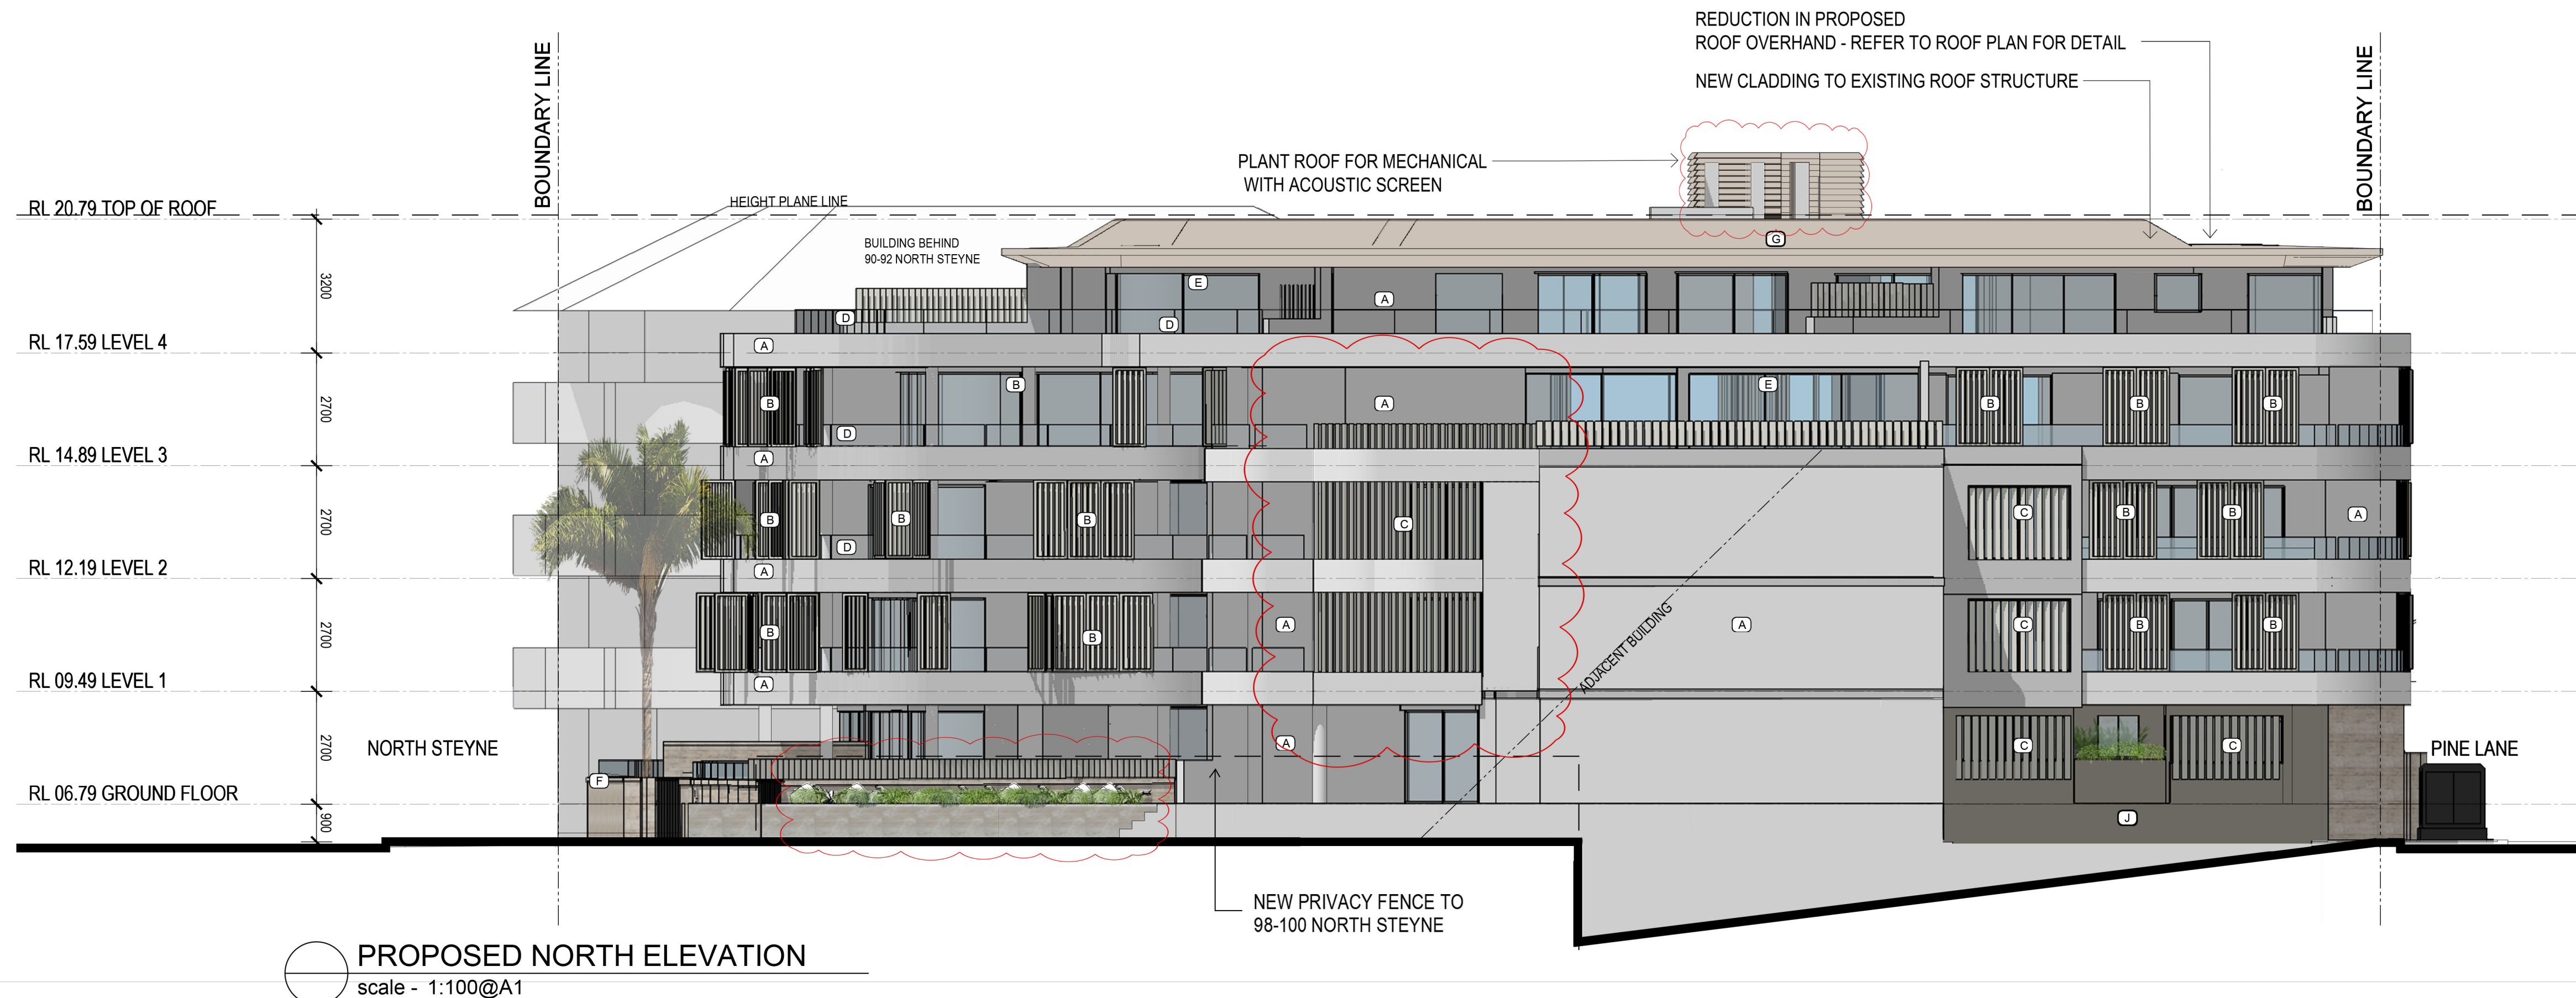 REDUCTION IN PROPOSED
ROOF OVERHAND - REFER TO ROOF PLAN FOR DETAIL
NEW CLADDING TO EXISTING ROOF STRUCTURE
BOUNDARY LINE
BOUNDARY LINE
PLANT ROOF FOR MECHANICAL
WITH ACOUSTIC SCREEN
HEIGHT PLANE LINE
RL 20.79 TOP OF ROOF
BUILDING BEHIND
90-92 NORTH STEYNE
G
3200
E
A
D
D
RL 17.59 LEVEL 4
A
2700
B
B
A
E
B
B
B
D
RL 14.89 LEVEL 3
A
2700
B
B
B
C
C
B
B
A
D
RL 12.19 LEVEL 2
A
2700
B
B
A
A
C
B
B
ADJACENT BUILDING
RL 09.49 LEVEL 1
A
2700
NORTH STEYNE
A
C
C
PINE LANE
F
RL 06.79 GROUND FLOOR
900
J
NEW PRIVACY FENCE TO
98-100 NORTH STEYNE
PROPOSED NORTH ELEVATION
scale - 1:100@A1